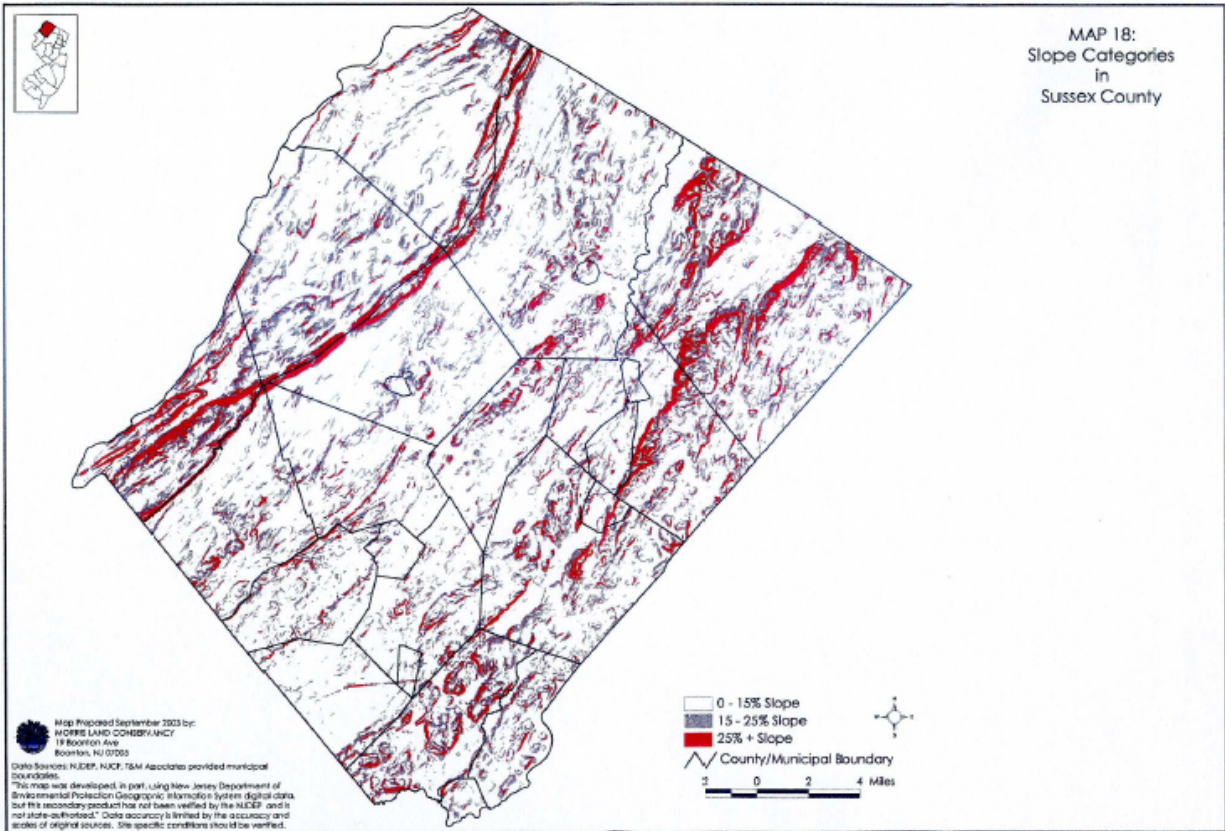 MAP 18:
Slope Categories
in
Sussex County
0 - 15% Slope
15 - 25% Slope
25% + Slope
County/Municipal Boundary
2 0 2 4 Miles
N
W E
S
Map Prepared September 2003 by:
MORRIS LAND CONSERVANCY
19 Boonton Ave
Boonton, NJ 07005
Data Sources: NJDEP, NJCF, T&M Associates provided municipal
boundaries.
"This map was developed, in part, using New Jersey Department of
Environmental Protection Geographic Information System digital data,
but this secondary product has not been verified by the NJDEP and is
not state-authorized." Data accuracy is limited by the accuracy and
scales of original sources. Site specific conditions should be verified.